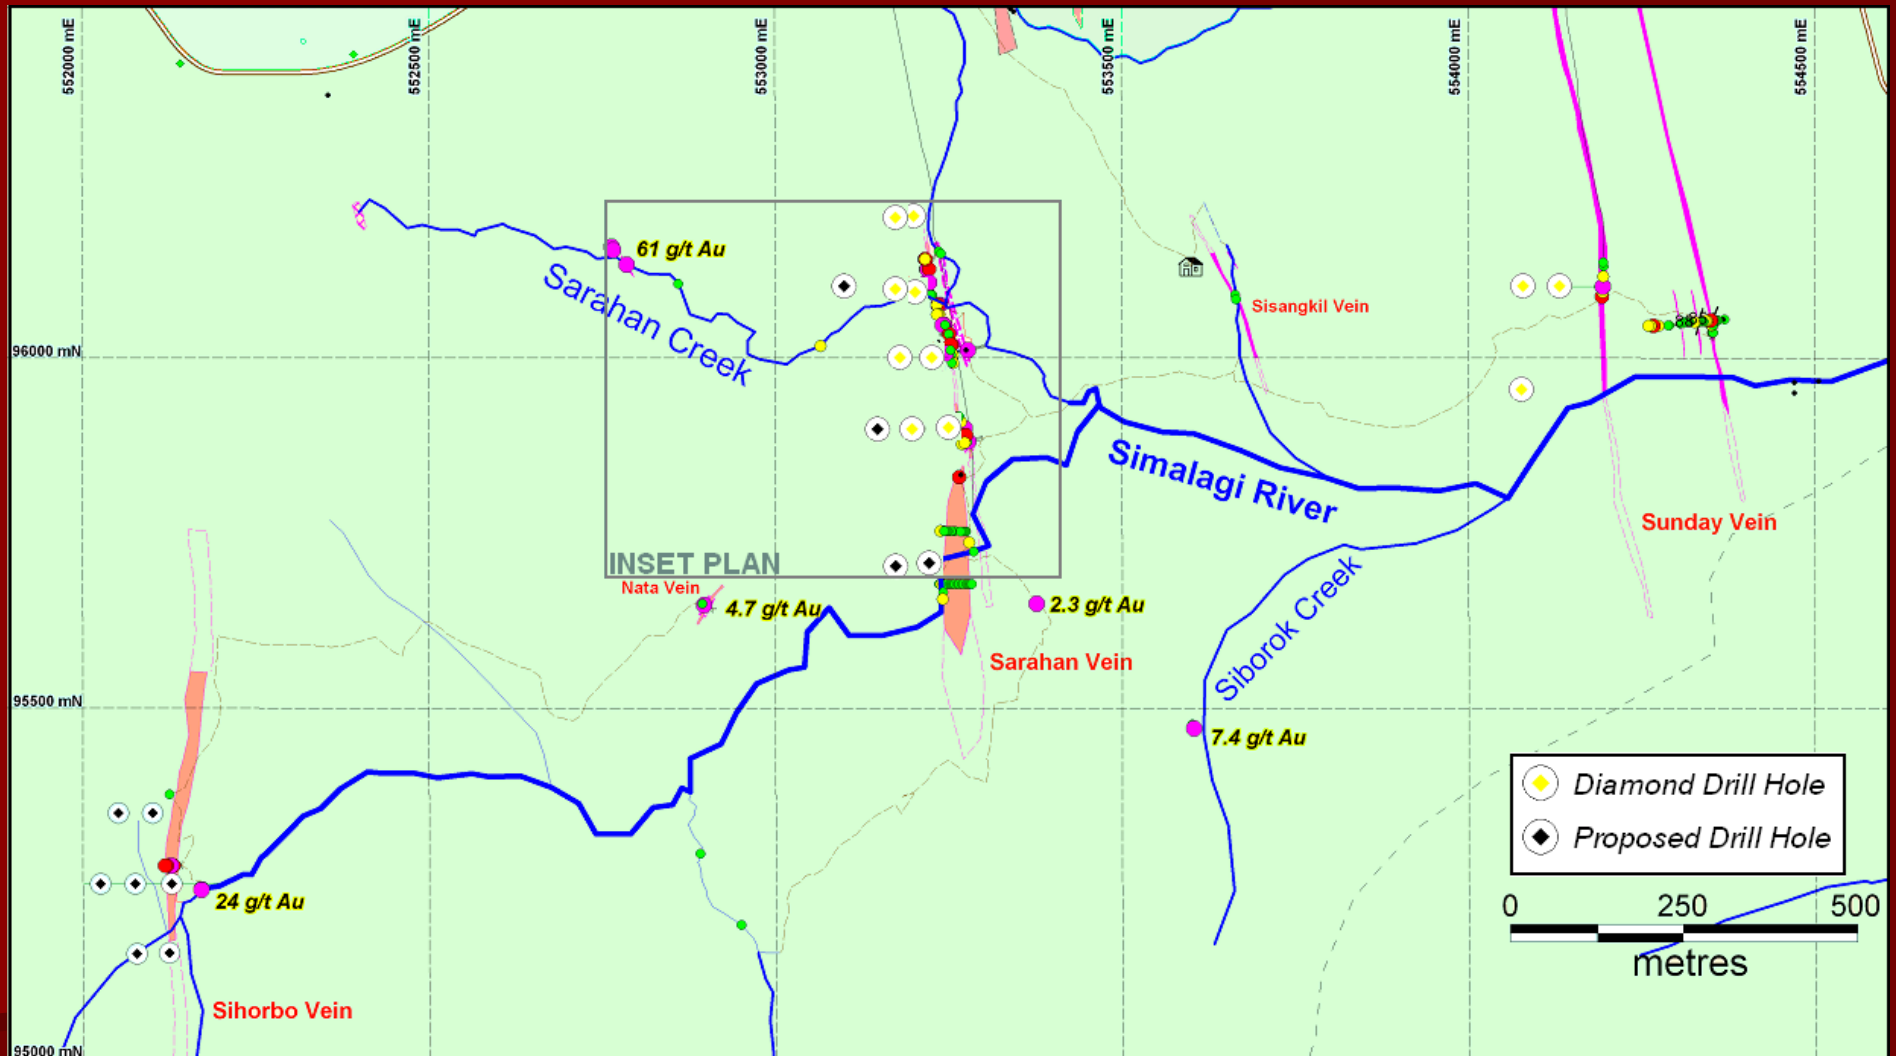 552000 mE
552500 mE
553000 mE
553500 mE
554000 mE
554500 mE
61 g/t Au
Sarahan Creek
Sisangkil Vein
96000 mN
Simalagi River
Sunday Vein
INSET PLAN
Nata Vein
4.7 g/t Au
2.3 g/t Au
Sarahan Vein
Siborok Creek
95500 mN
7.4 g/t Au
Diamond Drill Hole
Proposed Drill Hole
24 g/t Au
0 250 500
metres
Sihorbo Vein
95000 mN